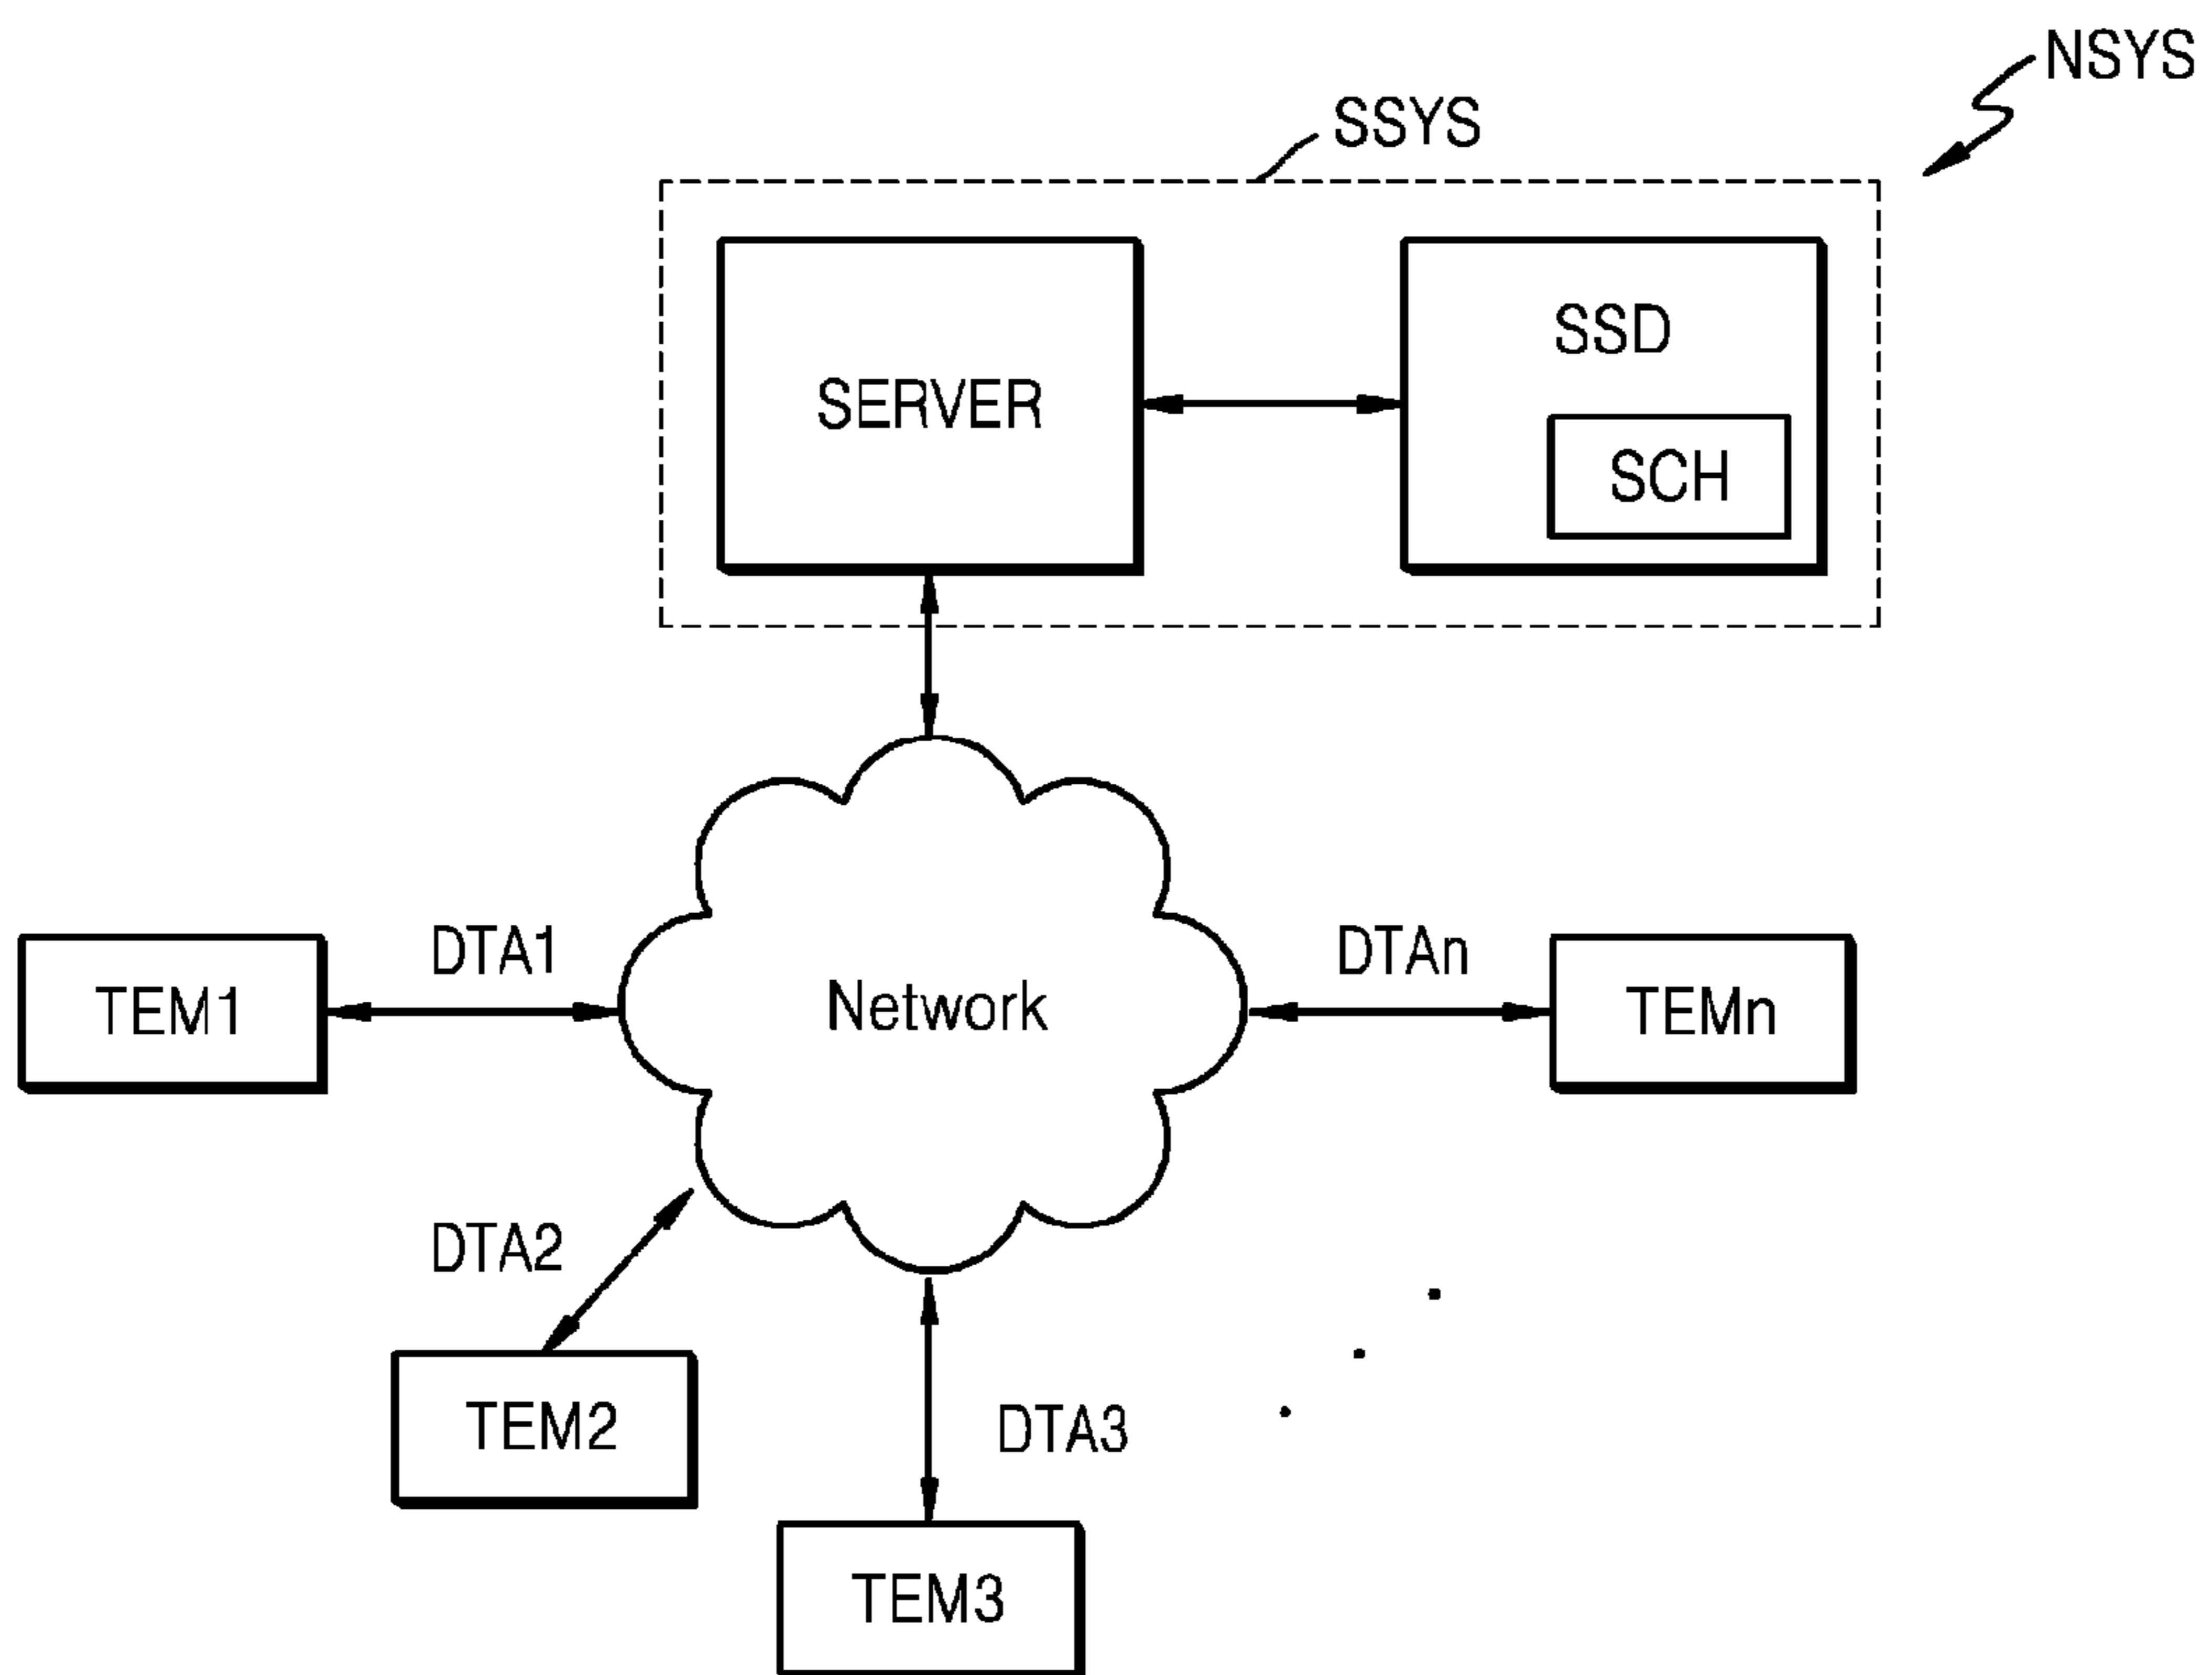 NSYS
SSYS
SSD
SERVER
SCH
DTA1
DTAn
TEM1
Network
TEMn
DTA2
TEM2
DTA3
TEM3